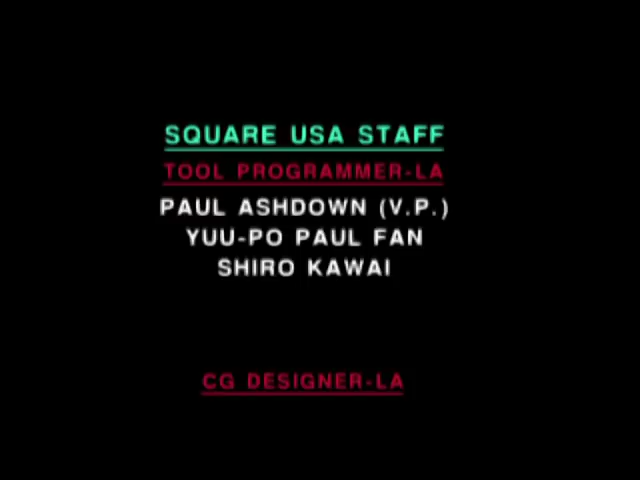 SQUARE USA STAFF
TOOL PROGRAMMER-LA
PAUL ASHDOWN (V.P.)
YUU-PO PAUL FAN
SHIRO KAWAI
CG DESIGNER-LA